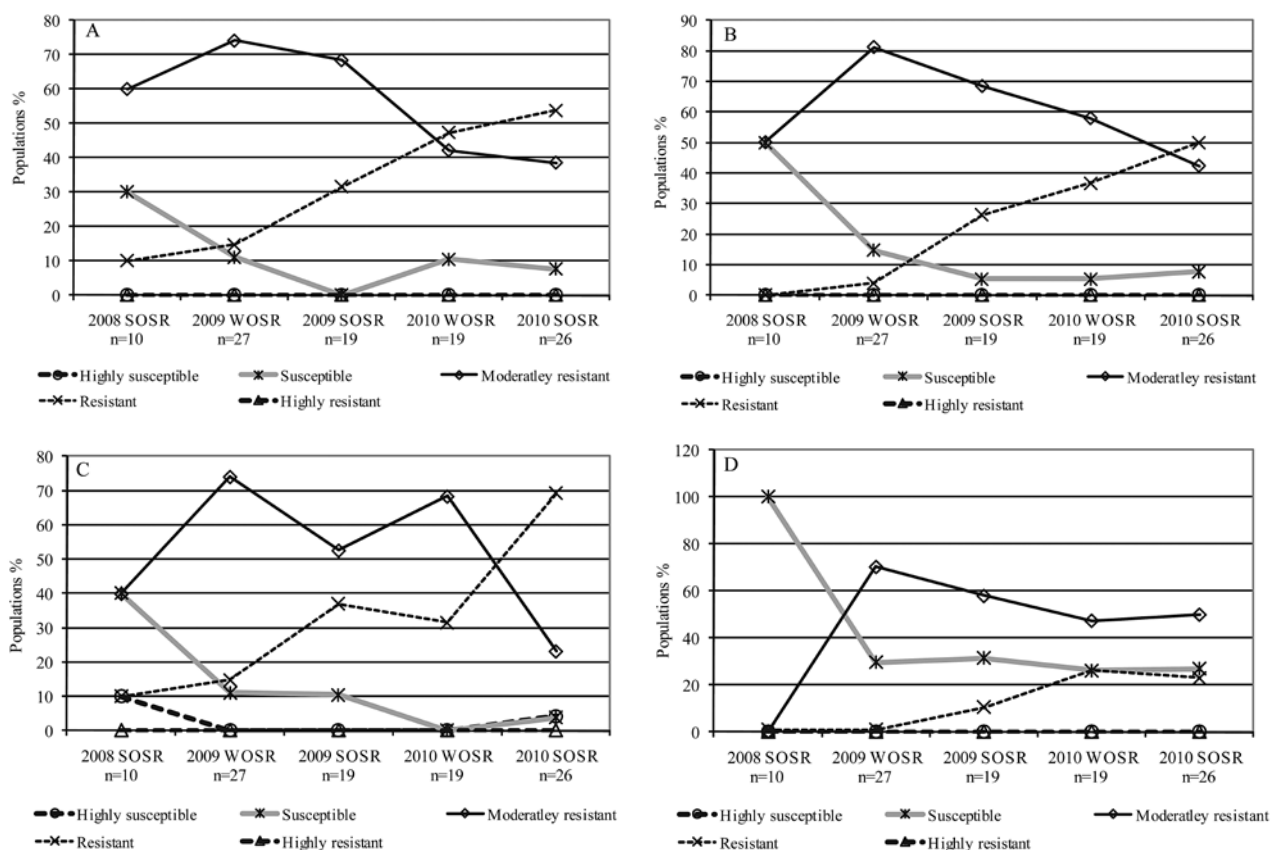 A
Populations %
80
70
60
50
40
30
20
10
0
2008 SOSR 2009 WOSR 2009 SOSR 2010 WOSR 2010 SOSR
n=10 n=27 n=19 n=19 n=26
Highly susceptible Susceptible Moderatley resistant
Resistant Highly resistant
B
Populations %
100
90
80
70
60
50
40
30
20
10
0
2008 SOSR 2009 WOSR 2009 SOSR 2010 WOSR 2010 SOSR
n=10 n=27 n=19 n=19 n=26
Highly susceptible Susceptible Moderatley resistant
Resistant Highly resistant
C
Populations %
80
70
60
50
40
30
20
10
0
2008 SOSR 2009 WOSR 2009 SOSR 2010 WOSR 2010 SOSR
n=10 n=27 n=19 n=19 n=26
Highly susceptible Susceptible Moderatley resistant
Resistant Highly resistant
D
Populations %
120
100
80
60
40
20
0
2008 SOSR 2009 WOSR 2009 SOSR 2010 WOSR 2010 SOSR
n=10 n=27 n=19 n=19 n=26
Highly susceptible Susceptible Moderatley resistant
Resistant Highly resistant